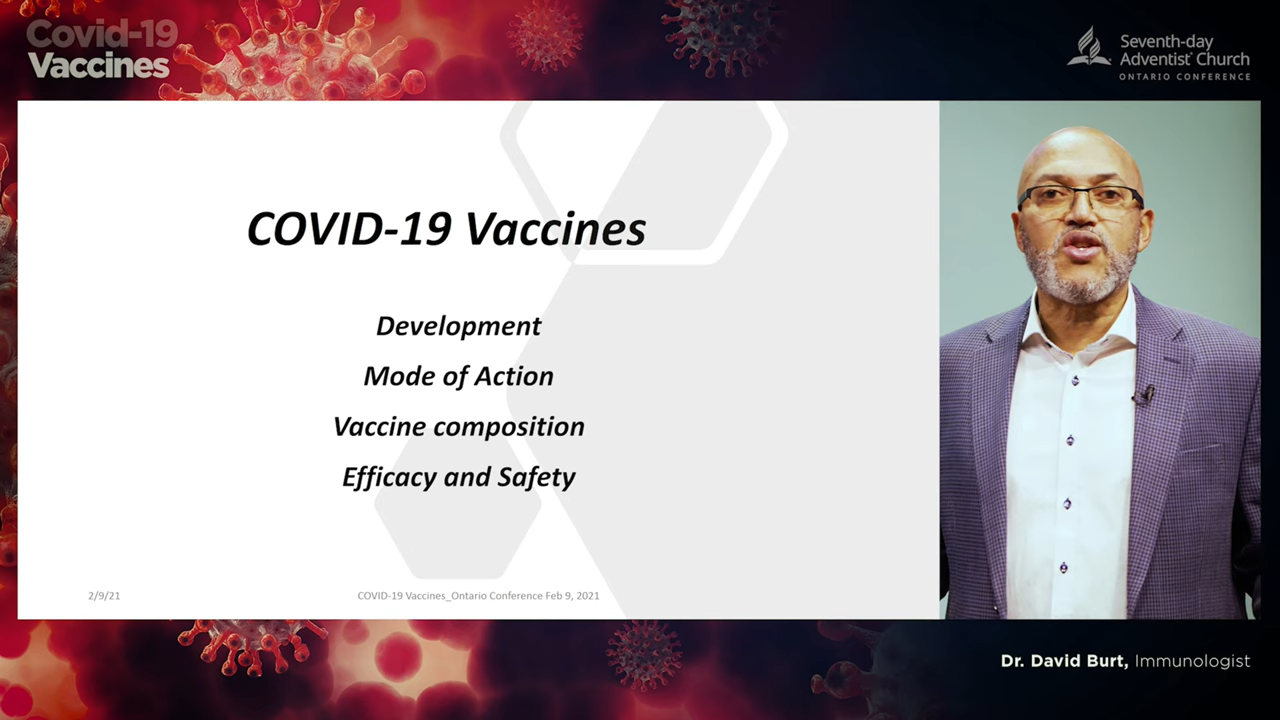 Covid-19
Vaccines
Seventh-day
Adventist Church
ONTARIO CONFERENCE
COVID-19 Vaccines
Development
Mode of Action
Vaccine composition
Efficacy and Safety
2/9/21
COVID-19 Vaccines_Ontario Conference Feb 9, 2021
Dr. David Burt, Immunologist